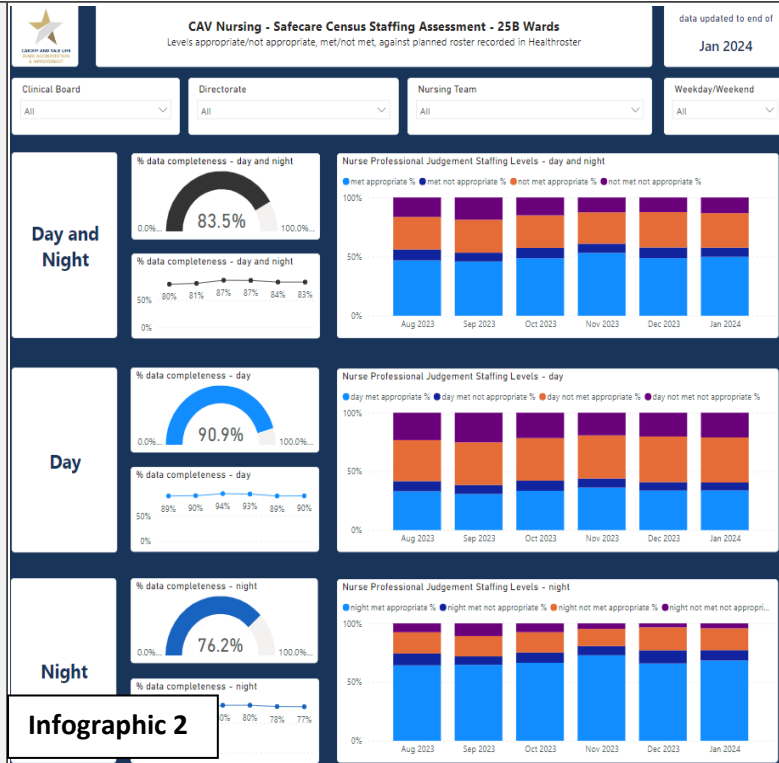 CAV Nursing - Safecare Census Staffing Assessment - 25B Wards
Levels appropriate/not appropriate, met/not met, against planned roster recorded in Healthroster
data updated to end of
Jan 2024
CARDIFF AND VALE UHB
& IMPROVEMENT
Clinical Board
All
Directorate
All
Nursing Team
All
Weekday/Weekend
All
Day and
Night
% data completeness - day and night
83.5%
0.0%...
100.0%...
% data completeness - day and night
50%
0%
80% 81% 87% 87% 84% 83%
Nurse Professional Judgement Staffing Levels - day and night
met appropriate % met not appropriate % not met appropriate % not met not appropriate %
100%
50%
0%
Aug 2023 Sep 2023 Oct 2023 Nov 2023 Dec 2023 Jan 2024
Day
% data completeness - day
90.9%
0.0%...
100.0%...
% data completeness - day
50%
0%
89% 90% 94% 93% 89% 90%
Nurse Professional Judgement Staffing Levels - day
day met appropriate % day met not appropriate % day not met appropriate % day not met not appropriate %
100%
50%
0%
Aug 2023 Sep 2023 Oct 2023 Nov 2023 Dec 2023 Jan 2024
Night
% data completeness - night
76.2%
0.0%...
100.0%...
% data completeness - night
80% 78% 77%
Nurse Professional Judgement Staffing Levels - night
night met appropriate % night met not appropriate % night not met appropriate % night not met not appropri...
100%
50%
0%
Aug 2023 Sep 2023 Oct 2023 Nov 2023 Dec 2023 Jan 2024
Infographic 2